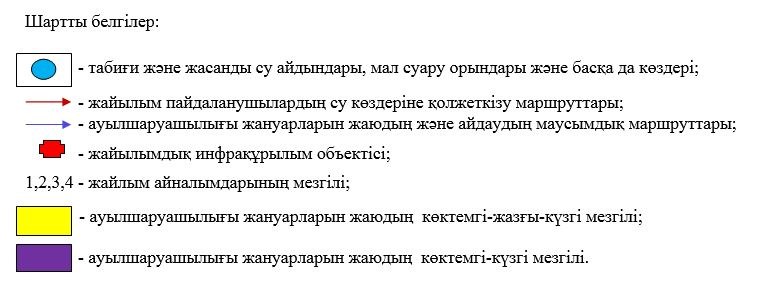 Шартты белгілер:
- табиғи және жасанды су айдындары, мал суару орындары және басқа да көздері;
- жайылым пайдаланушылардың су көздеріне қолжеткізу маршруттары;
- ауылшаруашылығы жануарларын жаюдың және айдаудың маусымдық маршруттары;
- жайылымдық инфрақұрылым объектісі;
1,2,3,4 - жайлым айналымдарының мезгілі;
- ауылшаруашылығы жануарларын жаюдың көктемгі-жазғы-күзгі мезгілі;
- ауылшаруашылығы жануарларын жаюдың көктемгі-күзгі мезгілі.